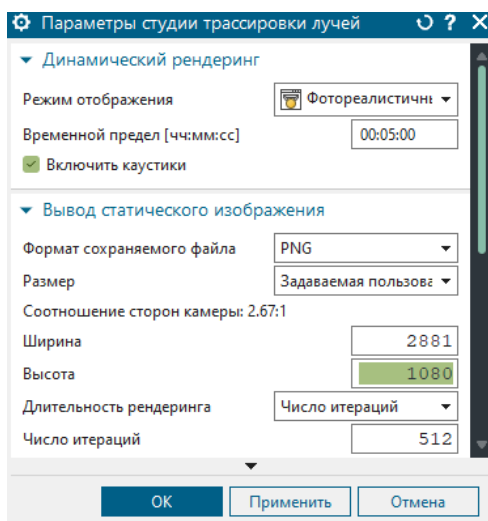 Параметры студии трассировки лучей
Динамический рендеринг
Режим отображения Фотореалистичнь
Временной предел [чч:мм:сс] 00:05:00
Включить каустики
Вывод статического изображения
Формат сохраняемого файла PNG
Размер Задаваемая пользова
Соотношение сторон камеры: 2.67:1
Ширина 2881
Высота 1080
Длительность рендеринга Число итераций
Число итераций 512
ОК Применить Отмена